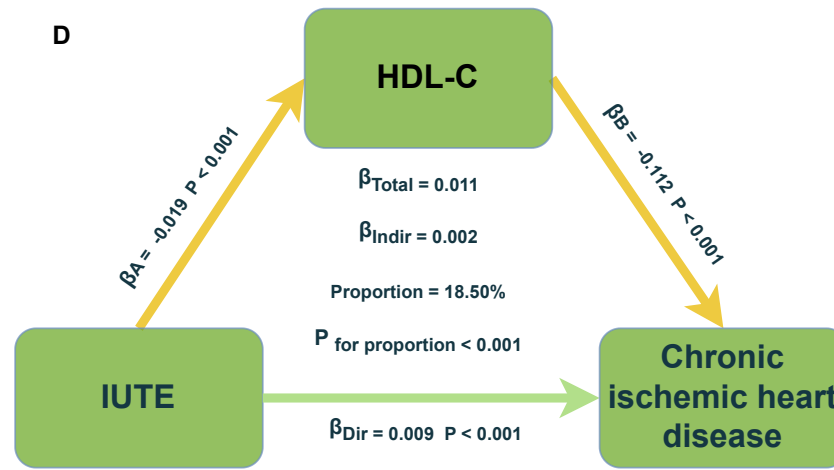 D
HDL-C
βA = -0.019 P < 0.001
βB = -0.112 P < 0.001
βTotal = 0.011
βIndir = 0.002
Proportion = 18.50%
P for proportion < 0.001
IUTE
Chronic
ischemic heart
disease
βDir = 0.009 P < 0.001